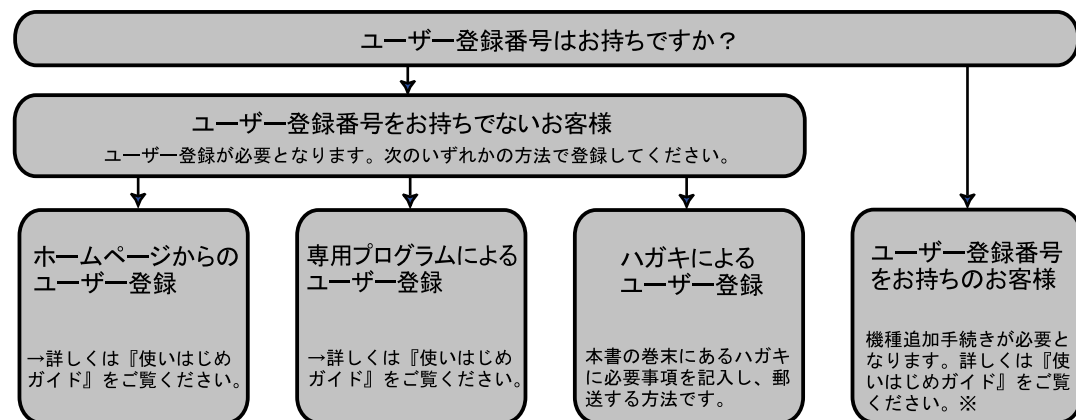 ユーザー登録番号はお持ちですか？
ユーザー登録番号をお持ちでないお客様
ユーザー登録が必要となります。次のいずれかの方法で登録してください。
ホームページからの
ユーザー登録
→詳しくは『使いはじめ
ガイド』をご覧ください。
専用プログラムによる
ユーザー登録
→詳しくは『使いはじめ
ガイド』をご覧ください。
ハガキによる
ユーザー登録
本書の巻末にあるハガキ
に必要事項を記入し、郵
送する方法です。
ユーザー登録番号
をお持ちのお客様
機種追加手続きが必要と
なります。詳しくは『使
いはじめガイド』をご覧
ください。※